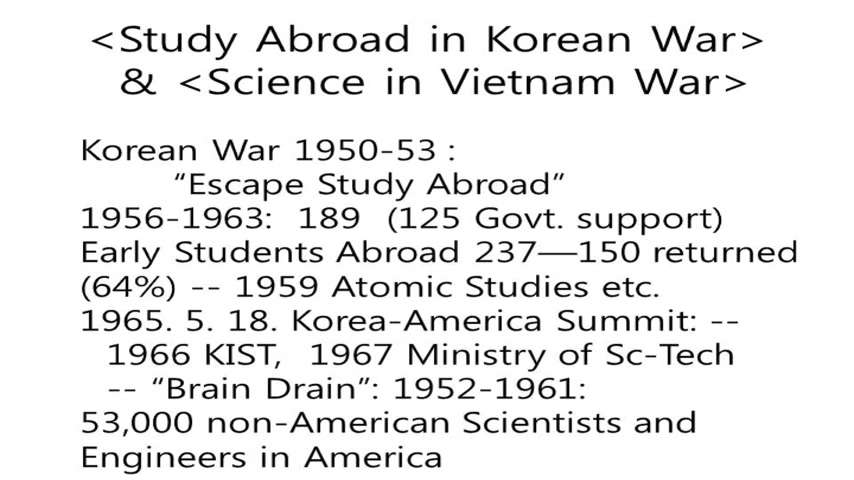 <Study Abroad in Korean War>
& <Science in Vietnam War>
Korean War 1950-53 :
“Escape Study Abroad”
1956-1963: 189 (125 Govt. support)
Early Students Abroad 237—150 returned
(64%) -- 1959 Atomic Studies etc.
1965. 5. 18. Korea-America Summit: --
1966 KIST, 1967 Ministry of Sc-Tech
-- “Brain Drain”: 1952-1961:
53,000 non-American Scientists and
Engineers in America